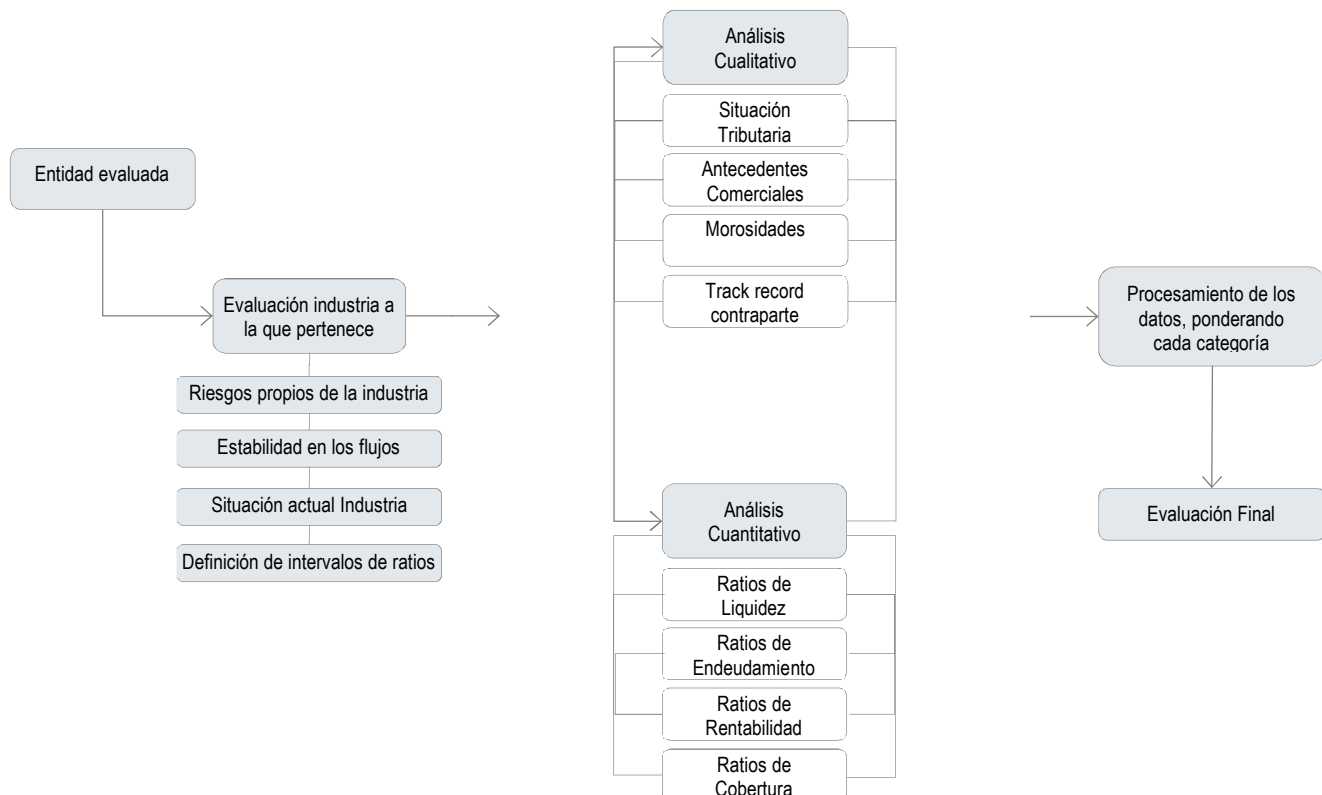 Entidad evaluada
Evaluación industria a
la que pertenece
Riesgos propios de la industria
Estabilidad en los flujos
Situación actual Industria
Definición de intervalos de ratios
Análisis
Cualitativo
Situación
Tributaria
Antecedentes
Comerciales
Morosidades
Track record
contraparte
Análisis
Cuantitativo
Ratios de
Liquidez
Ratios de
Endeudamiento
Ratios de
Rentabilidad
Ratios de
Cobertura
Procesamiento de los
datos, ponderando
cada categoría
Evaluación Final